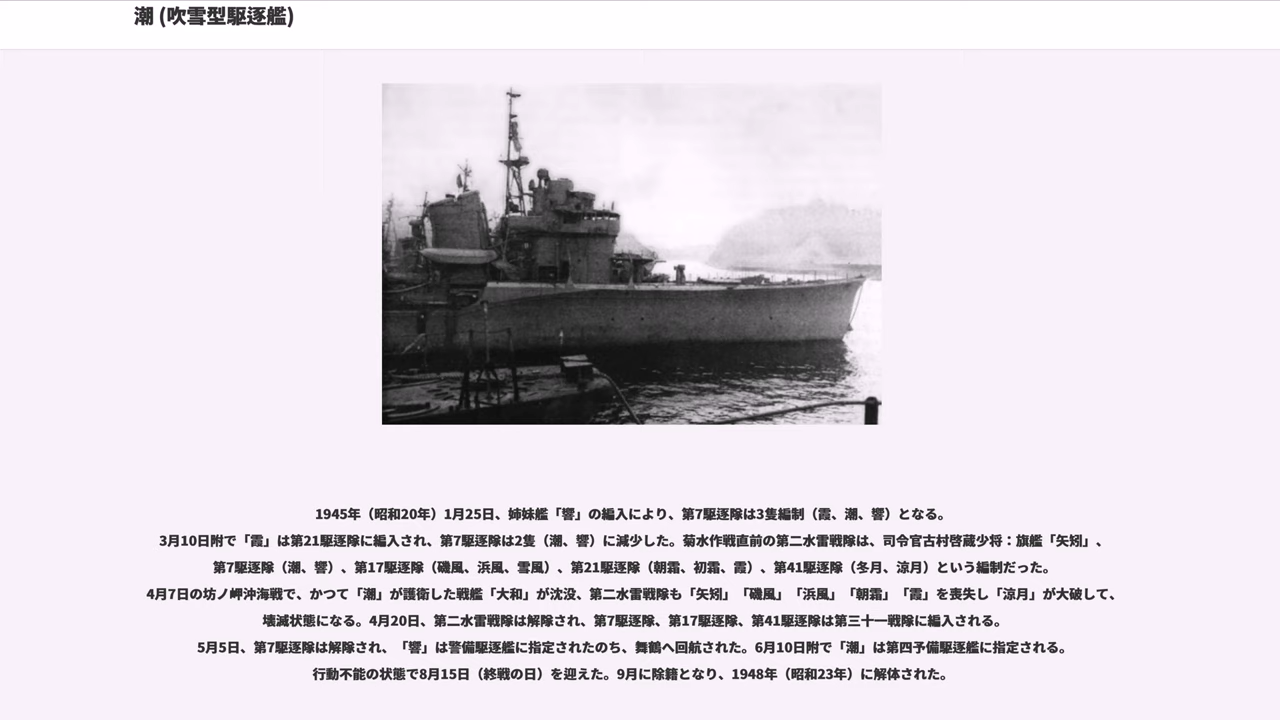 潮 (吹雪型駆逐艦)
1945年（昭和20年）1月25日、姉妹艦「響」の編入により、第7駆逐隊は3隻編制（霞、潮、響）となる。
3月10日附で「霞」は第21駆逐隊に編入され、第7駆逐隊は2隻（潮、響）に減少した。菊水作戦直前の第二水雷戦隊は、司令官古村啓蔵少将：旗艦「矢矧」、
第7駆逐隊（潮、響）、第17駆逐隊（磯風、浜風、雪風）、第21駆逐隊（朝霜、初霜、霞）、第41駆逐隊（冬月、涼月）という編制だった。
4月7日の坊ノ岬沖海戦で、かつて「潮」が護衛した戦艦「大和」が沈没、第二水雷戦隊も「矢矧」「磯風」「浜風」「朝霜」「霞」を喪失し「涼月」が大破して、
壊滅状態になる。4月20日、第二水雷戦隊は解除され、第7駆逐隊、第17駆逐隊、第41駆逐隊は第三十一戦隊に編入される。
5月5日、第7駆逐隊は解除され、「響」は警備駆逐艦に指定されたのち、舞鶴へ回航された。6月10日附で「潮」は第四予備駆逐艦に指定される。
行動不能の状態で8月15日（終戦の日）を迎えた。9月に除籍となり、1948年（昭和23年）に解体された。